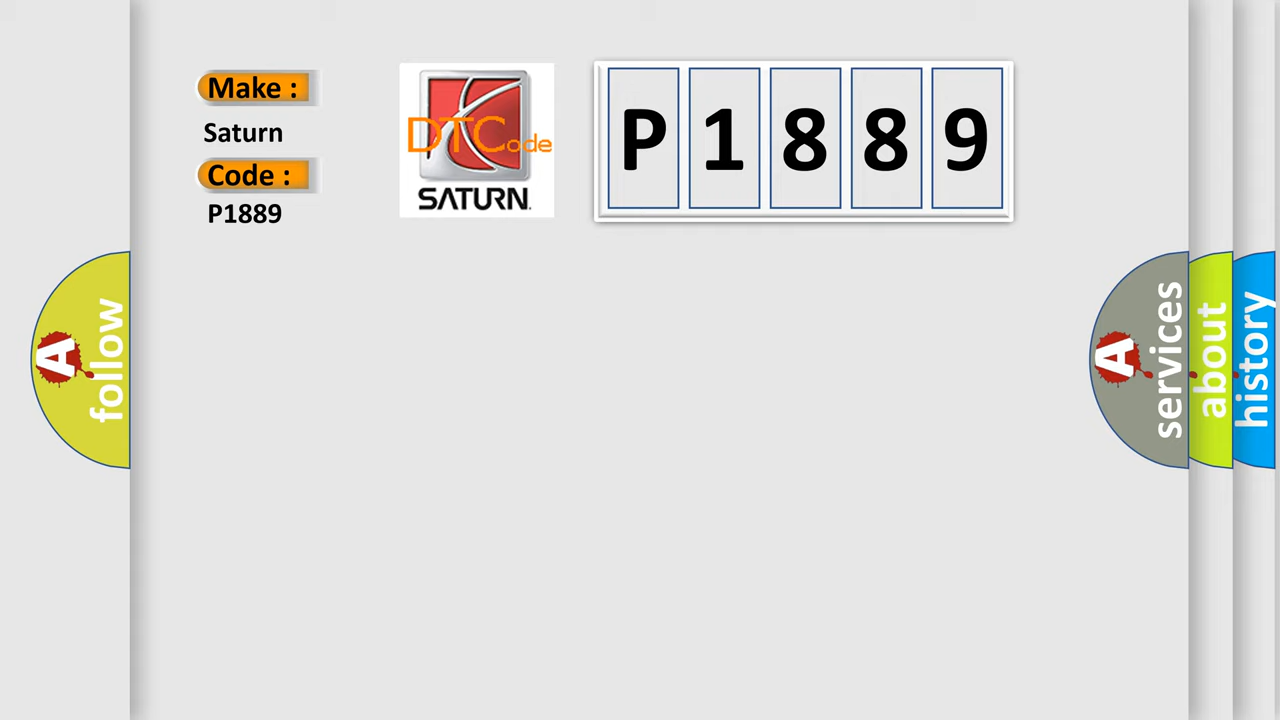 Make :
Saturn
Code :
P1889
DTCode
SATURN
P 1 8 8 9
A follow
A services
about
history